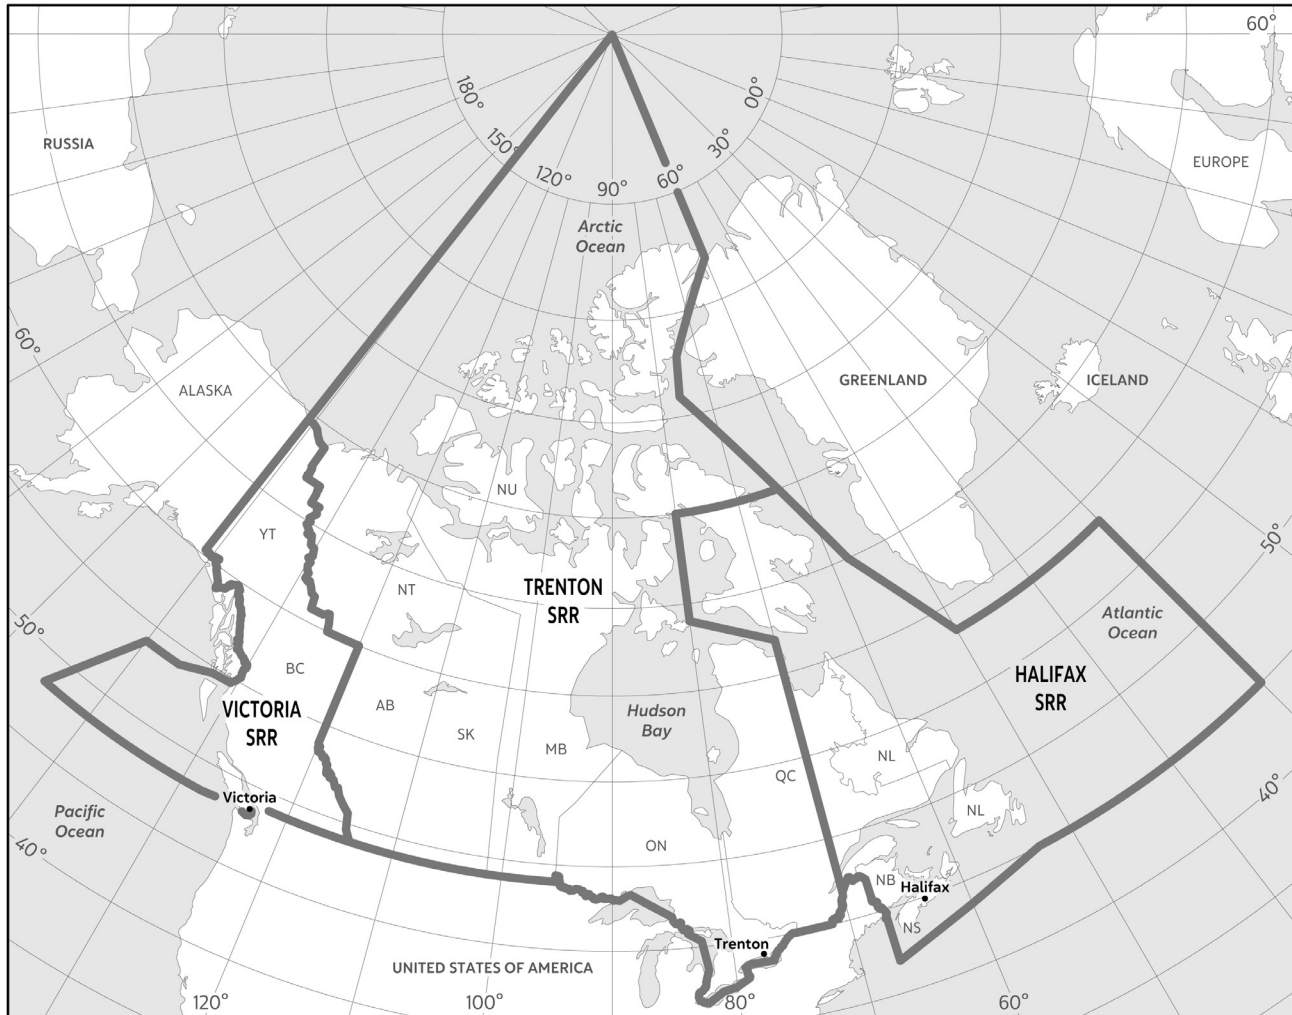 60°
180°
00°
RUSSIA
150°
30°
EUROPE
120°
90°
60°
Arctic
Ocean
60°
ALASKA
GREENLAND
ICELAND
NU
YT
50°
NT
TRENTON
SRR
Atlantic
Ocean
50°
BC
HALIFAX
SRR
AB
VICTORIA
SRR
Hudson
Bay
SK
MB
NL
QC
Victoria
40°
Pacific
Ocean
NL
40°
ON
NB
Halifax
NS
Trenton
UNITED STATES OF AMERICA
120°
100°
80°
60°